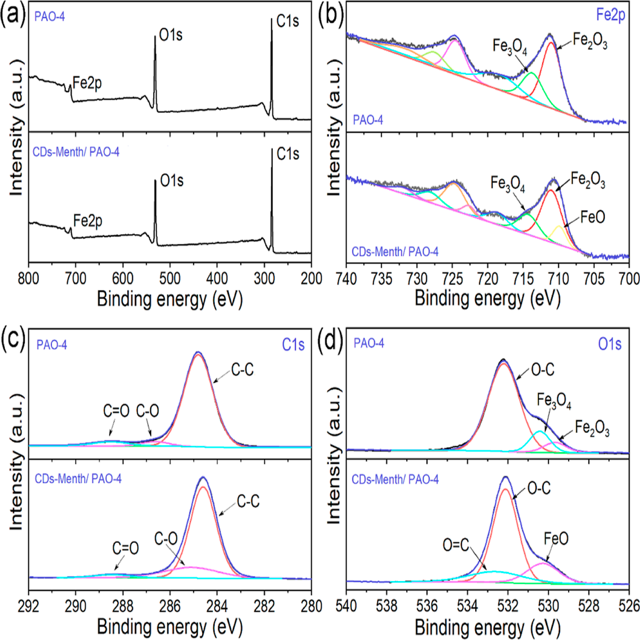 (a)
PAO-4
C1s
O1s
Fe2p
CDs-Menth/ PAO-4
C1s
O1s
Fe2p
Intensity (a.u.)
800 700 600 500 400 300 200
Binding energy (eV)
(b)
Fe2p
Fe3O4
Fe2O3
PAO-4
Fe3O4
Fe2O3
FeO
CDs-Menth/ PAO-4
Intensity (a.u.)
740 735 730 725 720 715 710 705 700
Binding energy (eV)
(c)
PAO-4
C1s
C-C
C=O
C-O
CDs-Menth/ PAO-4
C-C
C-O
C=O
Intensity (a.u.)
292 290 288 286 284 282 280
Binding energy (eV)
(d)
PAO-4
O1s
O-C
Fe3O4
Fe2O3
CDs-Menth/ PAO-4
O-C
O=C
FeO
Intensity (a.u.)
540 538 536 534 532 530 528 526
Binding energy (eV)